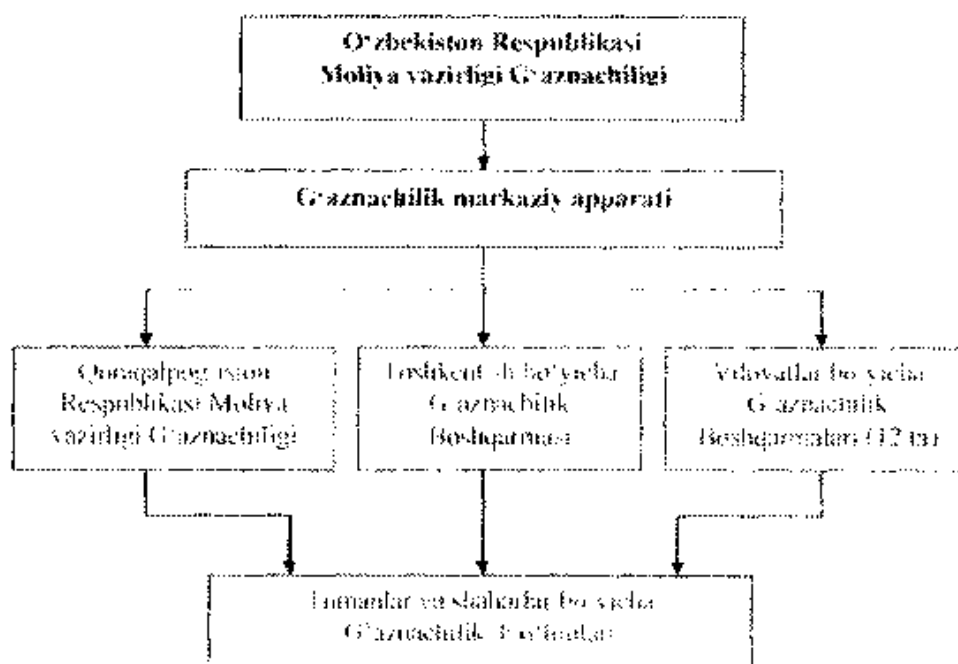 O‘zbekiston Respublikasi
Moliya vazirligi G‘aznachiligi
G‘aznachilik markaziy apparati
Qoraqalpog‘iston
Respublikasi Moliya
vazirligi G‘aznachiligi
Toshkent sh bo‘yicha
G‘aznachilik
Boshqarmasi
Viloyatlar bo‘yicha
G‘aznachilik
Boshqarmalari (12 ta)
Tumanlar va shaharlar bo‘yicha
G‘aznachilik